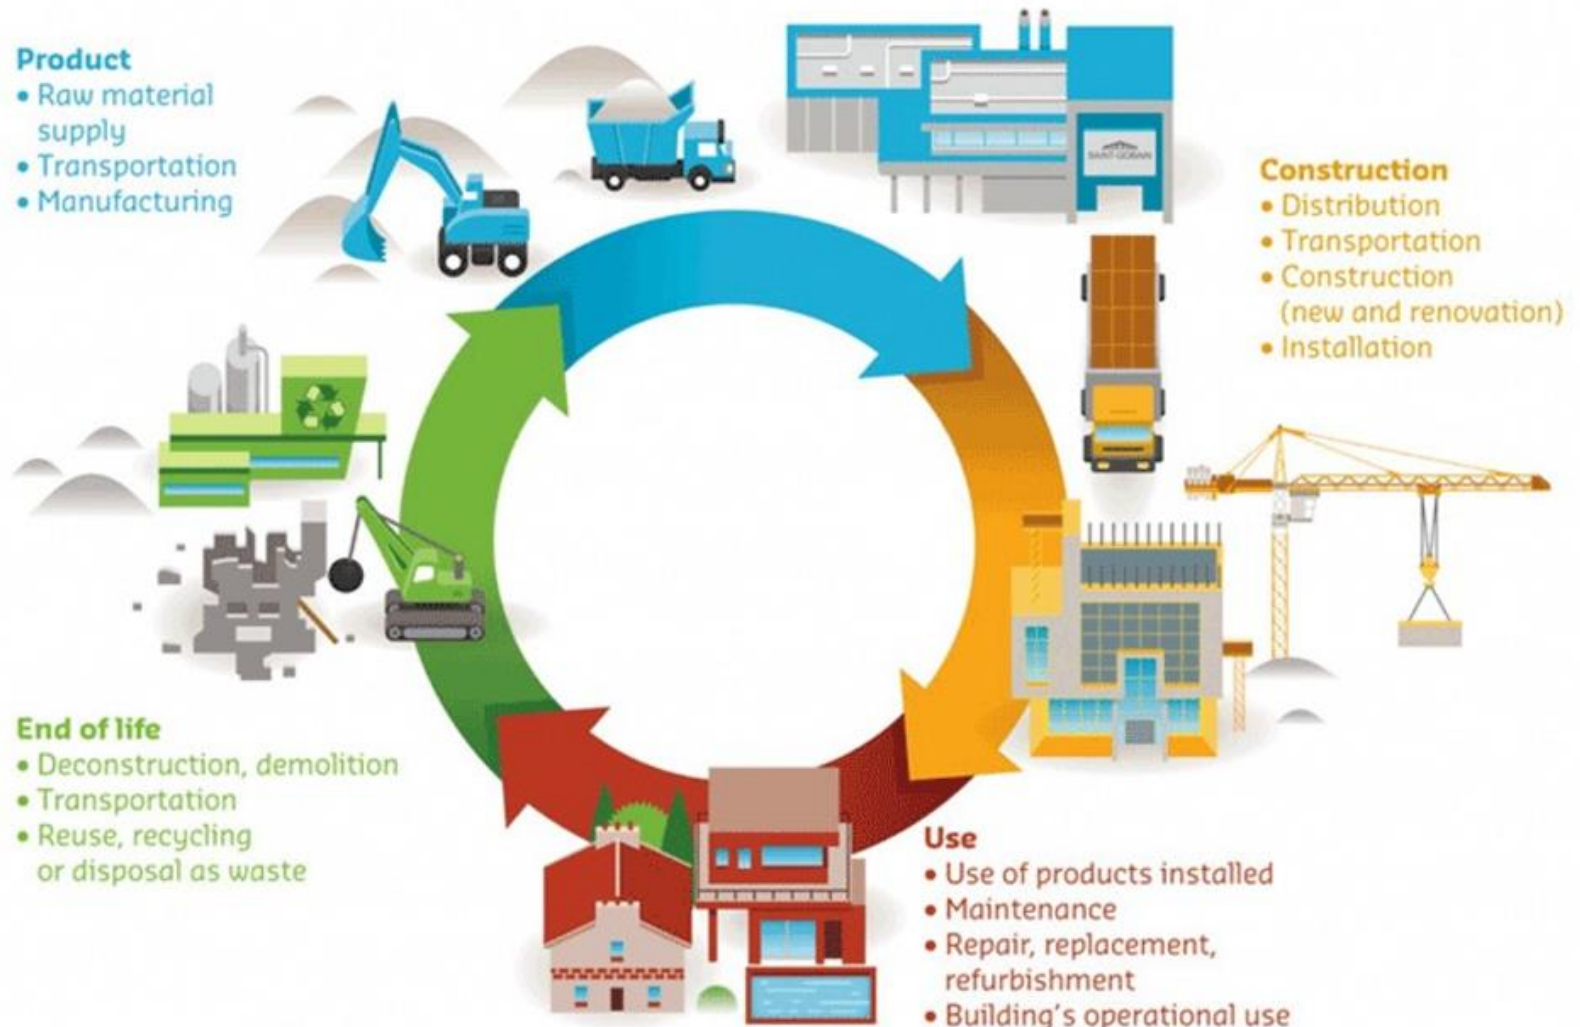 Product
• Raw material
supply
• Transportation
• Manufacturing
SAINT-GOBAIN
Construction
• Distribution
• Transportation
• Construction
(new and renovation)
• Installation
End of life
• Deconstruction, demolition
• Transportation
• Reuse, recycling
or disposal as waste
Use
• Use of products installed
• Maintenance
• Repair, replacement,
refurbishment
• Building's operational use